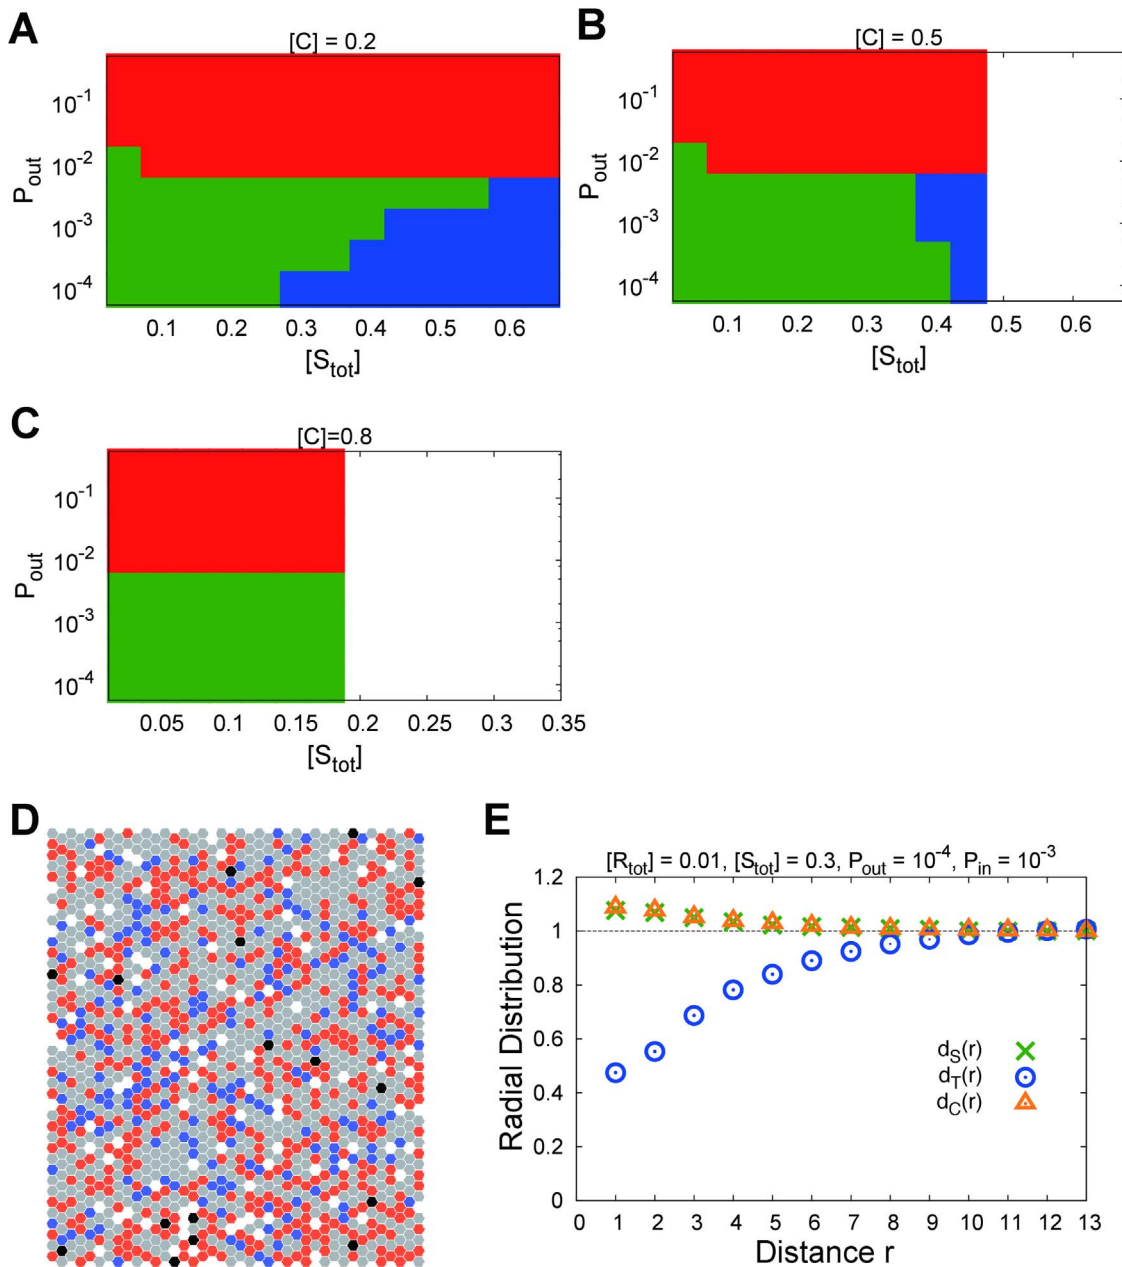 A
[C] = 0.2
P_out
10^-1
10^-2
10^-3
10^-4
0.1 0.2 0.3 0.4 0.5 0.6
[S_tot]
B
[C] = 0.5
P_out
10^-1
10^-2
10^-3
10^-4
0.1 0.2 0.3 0.4 0.5 0.6
[S_tot]
C
[C]=0.8
P_out
10^-1
10^-2
10^-3
10^-4
0.05 0.1 0.15 0.2 0.25 0.3 0.35
[S_tot]
D
E
[R_tot] = 0.01, [S_tot] = 0.3, P_out = 10^-4, P_in = 10^-3
Radial Distribution
1.2
1
0.8
0.6
0.4
0.2
0
d_S(r)
d_T(r)
d_C(r)
0 1 2 3 4 5 6 7 8 9 10 11 12 13
Distance r